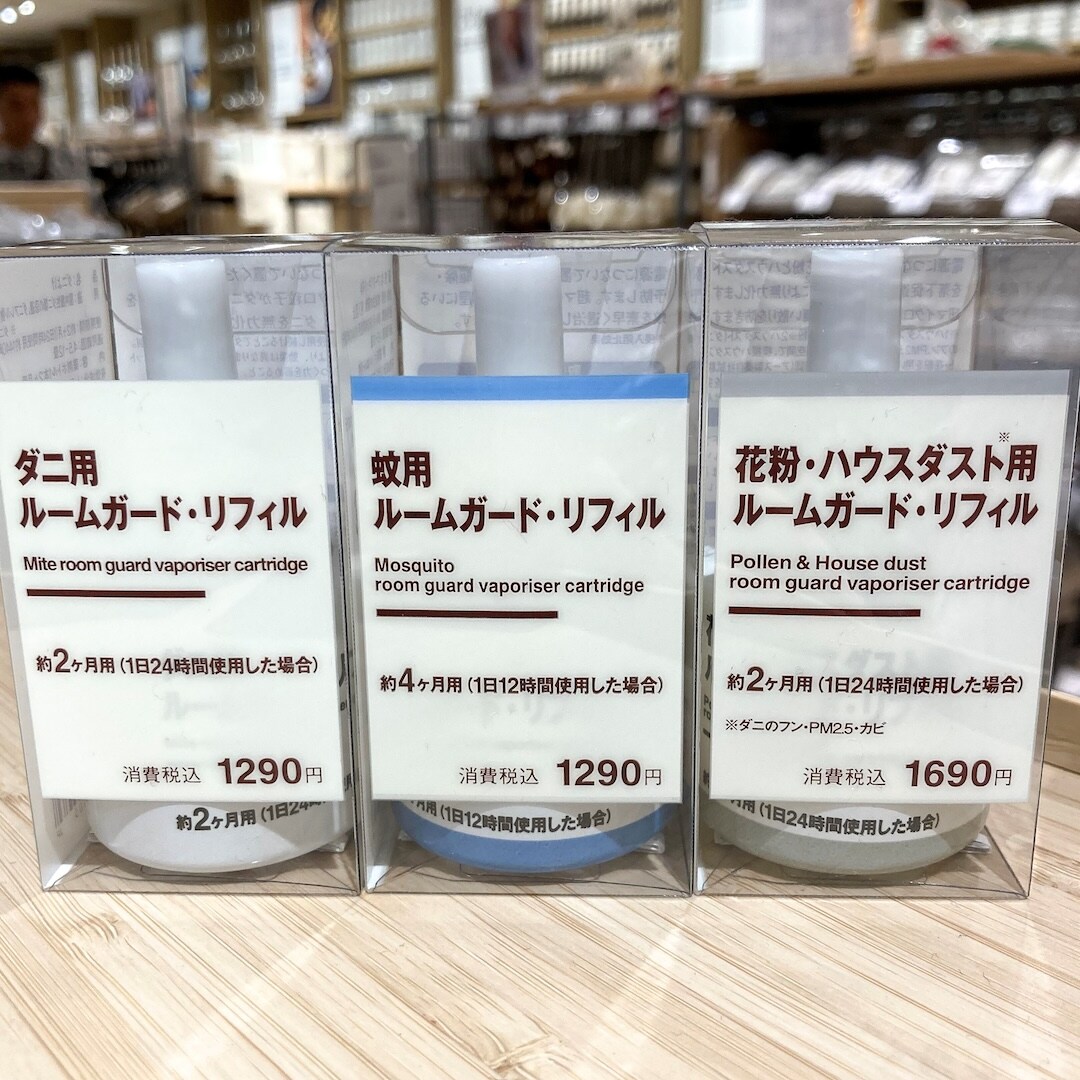 ダニ用
ルームガード・リフィル
Mite room guard vaporiser cartridge
約2ヶ月用(1日24時間使用した場合)
消費税込 1290円
約2ヶ月用(1日24
蚊用
ルームガード・リフィル
Mosquito
room guard vaporiser cartridge
約4ヶ月用(1日12時間使用した場合)
消費税込 1290円
月用(1日12時間使用した場合)
花粉・ハウスダスト※用
ルームガード・リフィル
Pollen & House dust
room guard vaporiser cartridge
約2ヶ月用(1日24時間使用した場合)
※ダニのフン・PM2.5・カビ
消費税込 1690円
月用(1日24時間使用した場合)